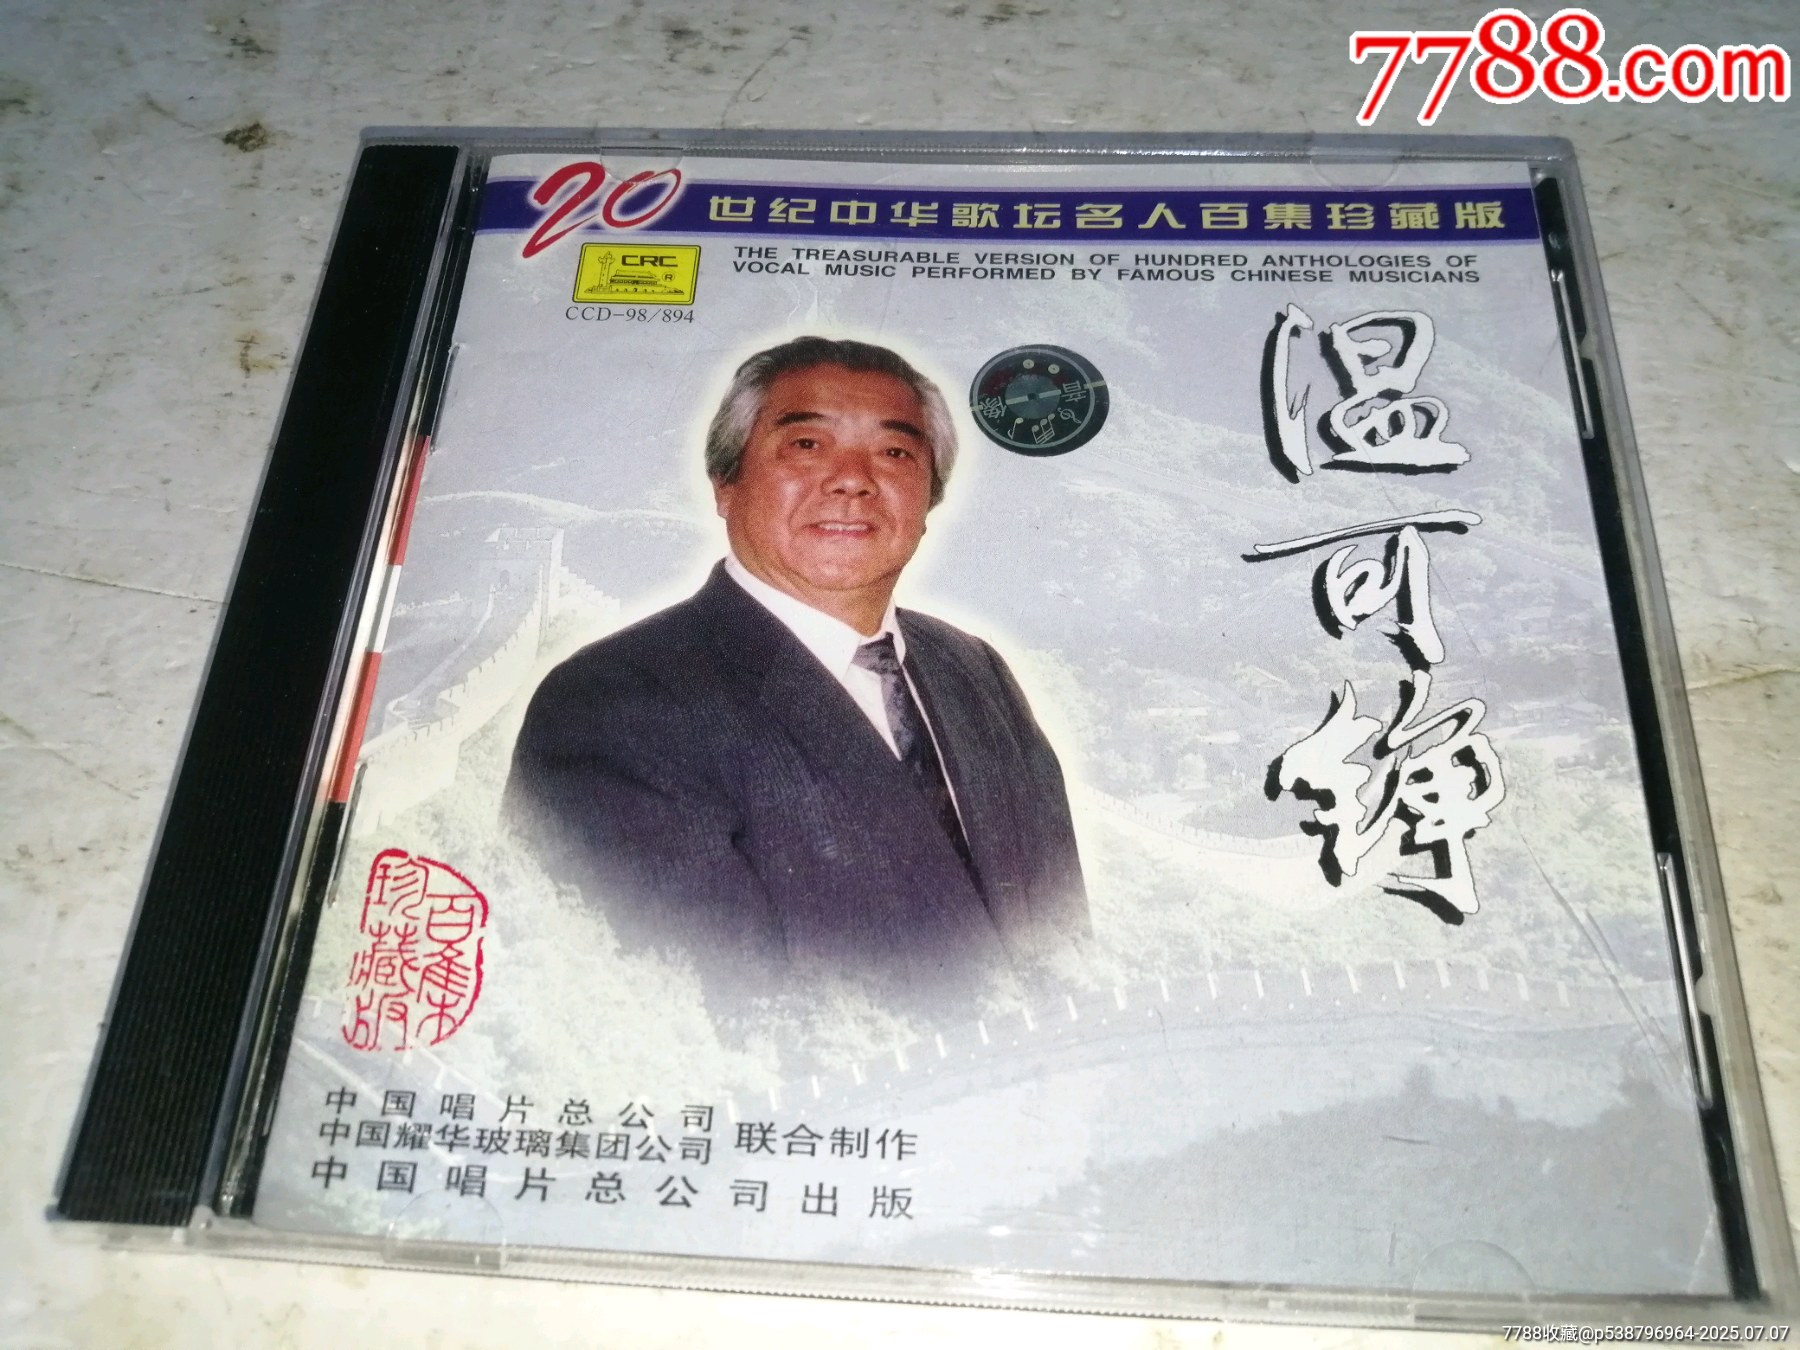 7788.com
20世纪中华歌坛名人百集珍藏版
THE TREASURABLE VERSION OF HUNDRED ANTHOLOGIES OF
VOCAL MUSIC PERFORMED BY FAMOUS CHINESE MUSICIANS
CRC
R
CCD-98/894
音像
温可铮
百集
珍藏版
中国唱片总公司
中国耀华玻璃集团公司 联合制作
中国唱片总公司出版
7788收藏@p538796964-2025.07.07